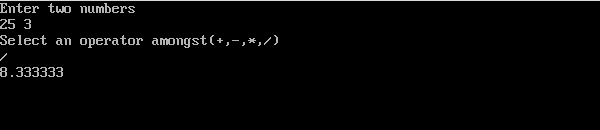 Enter two numbers
25 3
Select an operator amongst(+,-,*,/)
/
8.333333